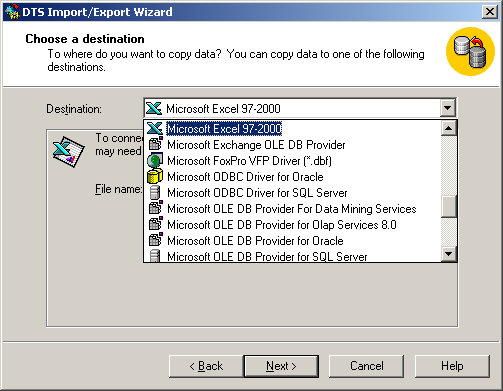 DTS Import/Export Wizard
Choose a destination
To where do you want to copy data? You can copy data to one of the following
destinations.
Destination:
Microsoft Excel 97-2000
Microsoft Excel 97-2000
Microsoft Exchange OLE DB Provider
Microsoft FoxPro VFP Driver (*.dbf)
Microsoft ODBC Driver for Oracle
Microsoft ODBC Driver for SQL Server
Microsoft OLE DB Provider For Data Mining Services
Microsoft OLE DB Provider for Olap Services 8.0
Microsoft OLE DB Provider for Oracle
Microsoft OLE DB Provider for SQL Server
To conne
may need
File name:
< Back
Next >
Cancel
Help